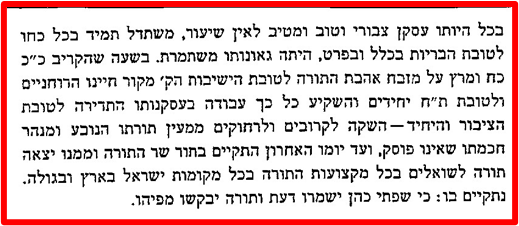 בכל היותו עסקן צבורי וטוב ומטיב לאין שיעור, משתדל תמיד בכל כחו
לטובת הבריות בכלל ובפרט, היתה גאונותו משתמרת. בשעה שהקריב כ״כ
כח ומרץ על מזבח אהבת התורה לטובת הישיבות הק׳ מקור חיינו הרוחניים
ולטובת ת״ח יחידים והשקיע כל כך עבודה בעסקנותו התדירה לטובת
הציבור והיחיד — השקה לקרובים ולרחוקים ממעין תורתו הנובע ומנהר
חכמתו שאינו פוסק, ועד יומו האחרון התקיים בתור שר התורה וממנו יצאה
תורה לשואלים בכל מקצועות התורה בכל מקומות ישראל בארץ ובגולה.
נתקיים בו: כי שפתי כהן ישמרו דעת ותורה יבקשו מפיהו.